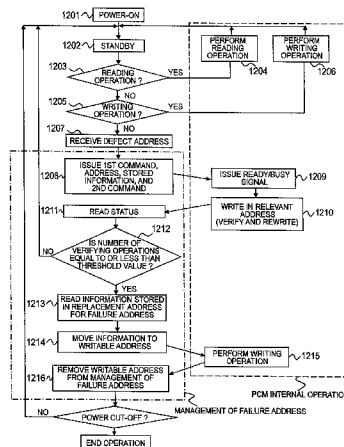 1201
POWER-ON
1202
STANDBY
1203
READING
OPERATION ?
YES
NO
PERFORM
READING
OPERATION
1204
PERFORM
WRITING
OPERATION
1206
1205
WRITING
OPERATION ?
YES
NO
1207
RECEIVE DEFECT ADDRESS
1208
ISSUE 1ST COMMAND,
ADDRESS, STORED
INFORMATION, AND
2ND COMMAND
ISSUE READY/BUSY
SIGNAL
1209
WRITE IN RELEVANT
ADDRESS
(VERIFY AND REWRITE)
1210
1211
READ STATUS
1212
IS NUMBER OF
VERIFYING OPERATIONS
EQUAL TO OR LESS THAN
THRESHOLD VALUE ?
NO
YES
1213
READ INFORMATION STORED
IN REPLACEMENT ADDRESS
FOR FAILURE ADDRESS
1214
MOVE INFORMATION TO
WRITABLE ADDRESS
PERFORM WRITING
OPERATION
1215
1216
REMOVE WRITABLE ADDRESS
FROM MANAGEMENT OF
FAILURE ADDRESS
PCM INTERNAL OPERATION
MANAGEMENT OF FAILURE ADDRESS
NO
POWER CUT-OFF ?
END OPERATION